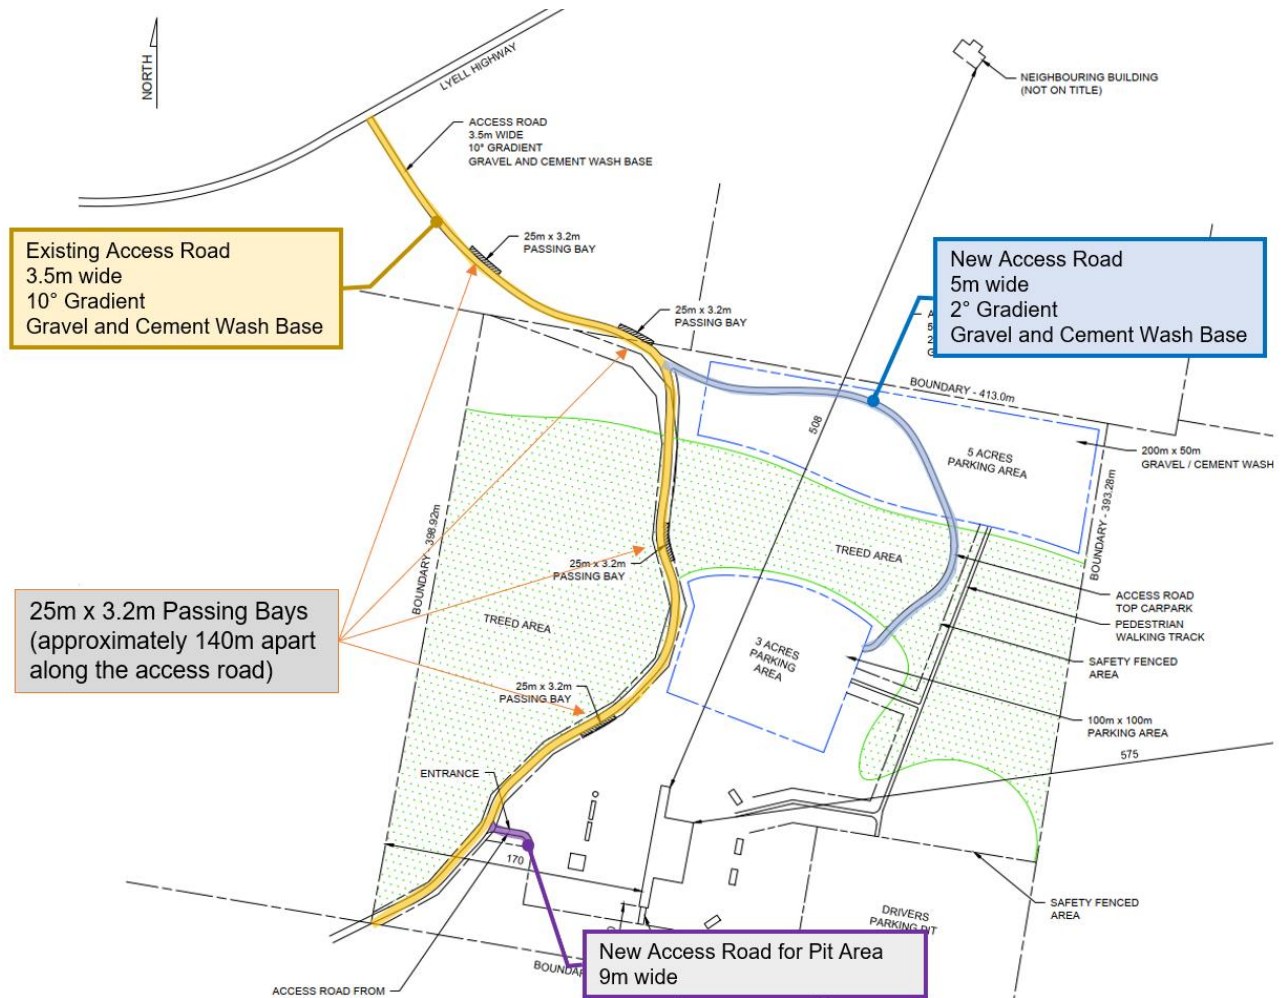 NORTH
LYELL HIGHWAY
NEIGHBOURING BUILDING
(NOT ON TITLE)
ACCESS ROAD
3.5m WIDE
10° GRADIENT
GRAVEL AND CEMENT WASH BASE
Existing Access Road
3.5m wide
10° Gradient
Gravel and Cement Wash Base
25m x 3.2m
PASSING BAY
New Access Road
5m wide
2° Gradient
Gravel and Cement Wash Base
25m x 3.2m
PASSING BAY
A
5
2
G
BOUNDARY - 413.0m
508
5 ACRES
PARKING AREA
200m x 50m
GRAVEL / CEMENT WASH
BOUNDARY - 393.28m
BOUNDARY - 398.92m
TREED AREA
25m x 3.2m
PASSING BAY
25m x 3.2m Passing Bays
(approximately 140m apart
along the access road)
TREED AREA
ACCESS ROAD
TOP CARPARK
PEDESTRIAN
WALKING TRACK
3 ACRES
PARKING
AREA
SAFETY FENCED
AREA
25m x 3.2m
PASSING BAY
100m x 100m
PARKING AREA
575
ENTRANCE
170
SAFETY FENCED
AREA
DRIVERS
PARKING PIT
New Access Road for Pit Area
9m wide
ACCESS ROAD FROM